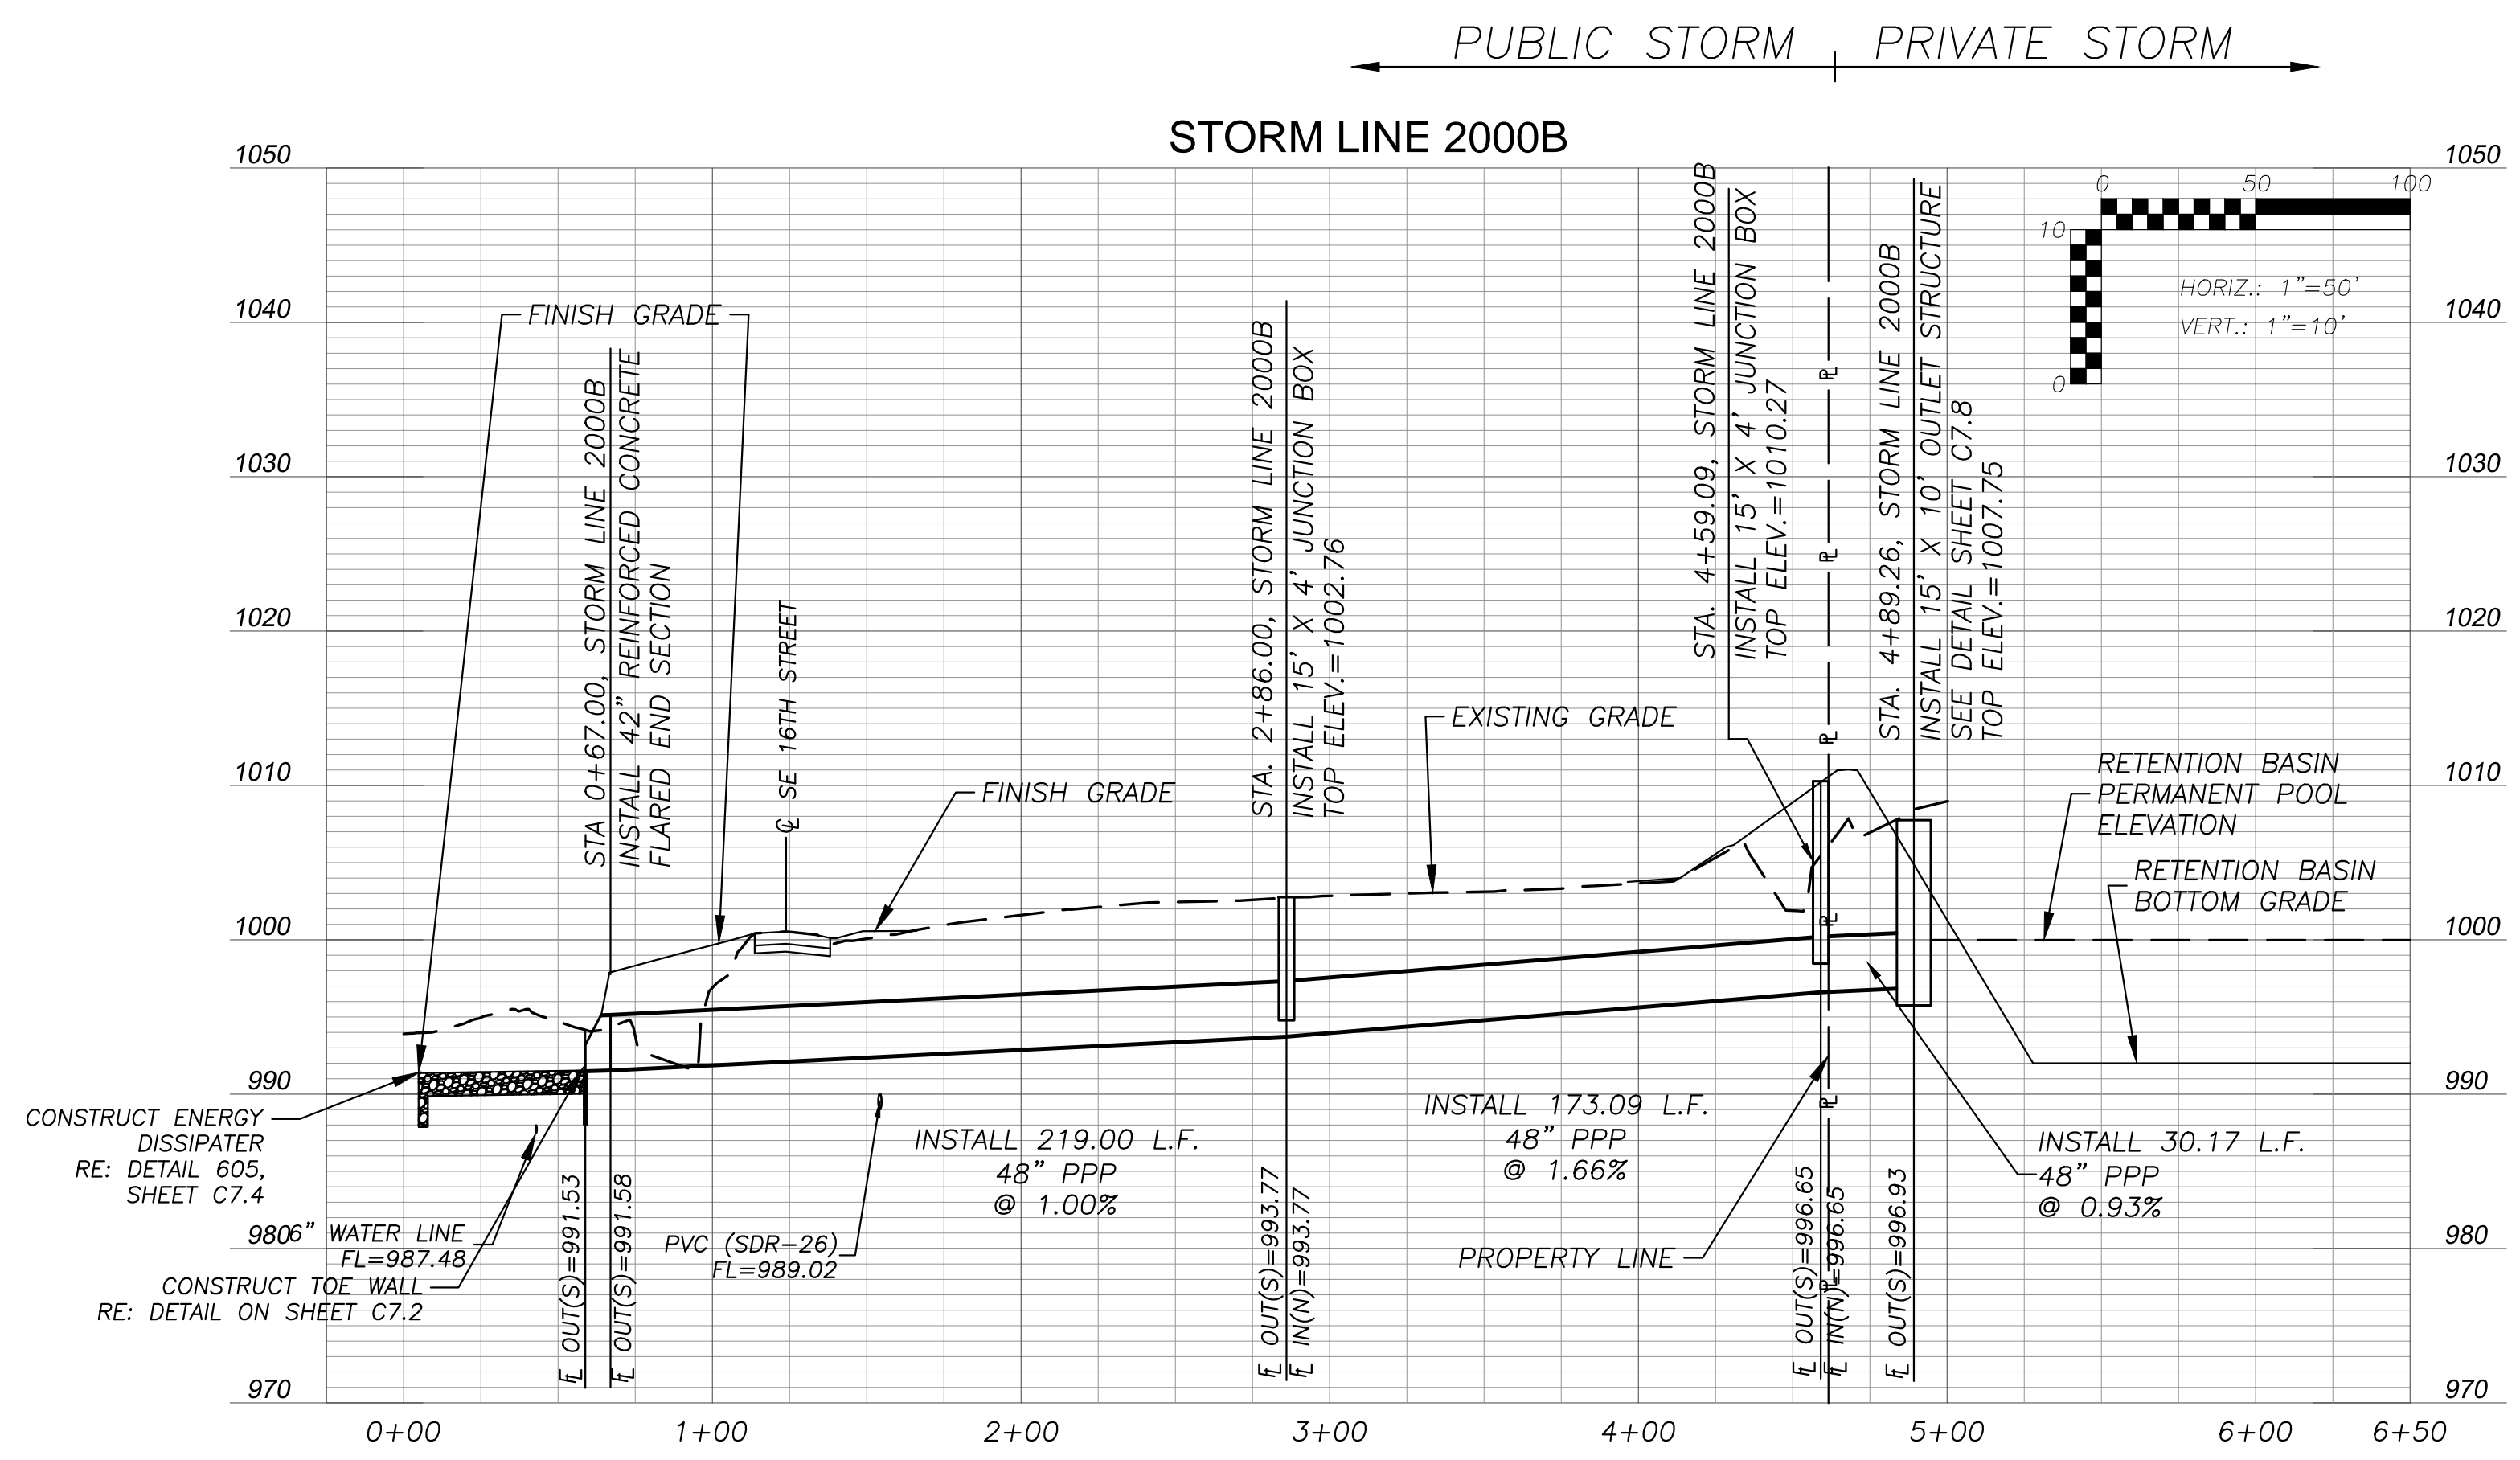 PUBLIC STORM
PRIVATE STORM
STORM LINE 2000B
1050
1040
1030
1020
1010
1000
990
980
970
1050
1040
1030
1020
1010
1000
990
980
970
0
50
100
10
0
HORIZ.: 1"=50'
VERT.: 1"=10'
FINISH GRADE
STA 0+67.00, STORM LINE 2000B
INSTALL 42" REINFORCED CONCRETE
FLARED END SECTION
℄ SE 16TH STREET
FINISH GRADE
STA. 2+86.00, STORM LINE 2000B
INSTALL 15' X 4' JUNCTION BOX
TOP ELEV.=1002.76
EXISTING GRADE
STA. 4+59.09, STORM LINE 2000B
INSTALL 15' X 4' JUNCTION BOX
TOP ELEV.=1010.27
PL
PL
PL
PL
PL
PL
STA. 4+89.26, STORM LINE 2000B
INSTALL 15' X 10' OUTLET STRUCTURE
SEE DETAIL SHEET C7.8
TOP ELEV.=1007.75
RETENTION BASIN
PERMANENT POOL
ELEVATION
RETENTION BASIN
BOTTOM GRADE
CONSTRUCT ENERGY
DISSIPATER
RE: DETAIL 605,
SHEET C7.4
6" WATER LINE
FL=987.48
CONSTRUCT TOE WALL
RE: DETAIL ON SHEET C7.2
FL OUT(S)=991.53
FL OUT(S)=991.58
PVC (SDR-26)
FL=989.02
INSTALL 219.00 L.F.
48" PPP
@ 1.00%
FL OUT(S)=993.77
FL IN(N)=993.77
INSTALL 173.09 L.F.
48" PPP
@ 1.66%
PROPERTY LINE
FL OUT(S)=996.65
FL IN(N)=996.65
FL OUT(S)=996.93
INSTALL 30.17 L.F.
48" PPP
@ 0.93%
0+00
1+00
2+00
3+00
4+00
5+00
6+00
6+50